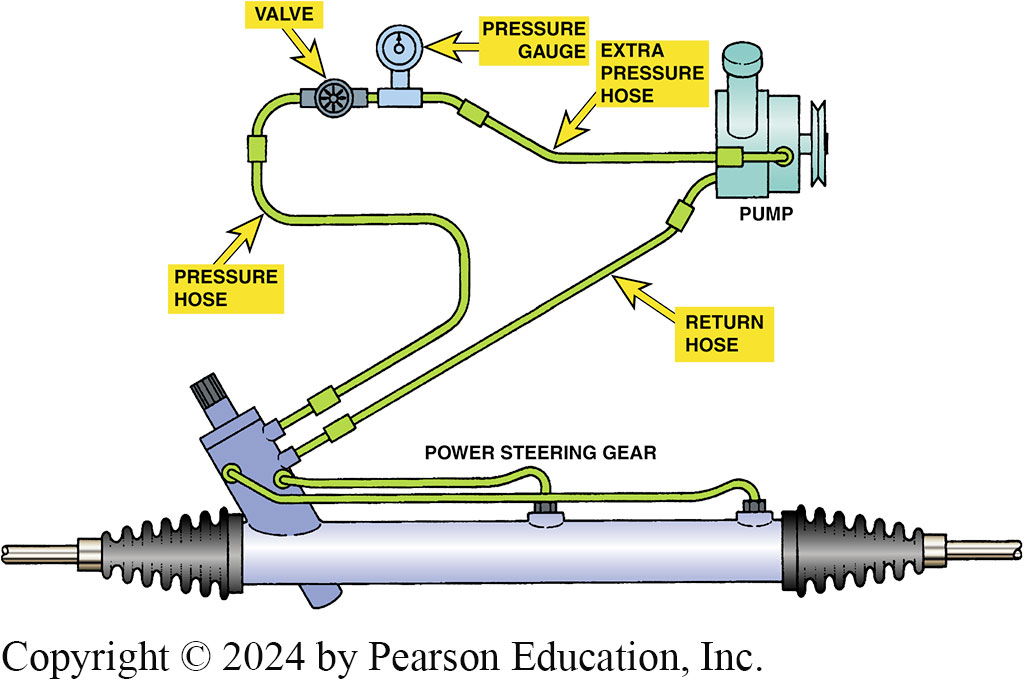 VALVE
PRESSURE
GAUGE
EXTRA
PRESSURE
HOSE
PUMP
PRESSURE
HOSE
RETURN
HOSE
POWER STEERING GEAR
Copyright © 2024 by Pearson Education, Inc.